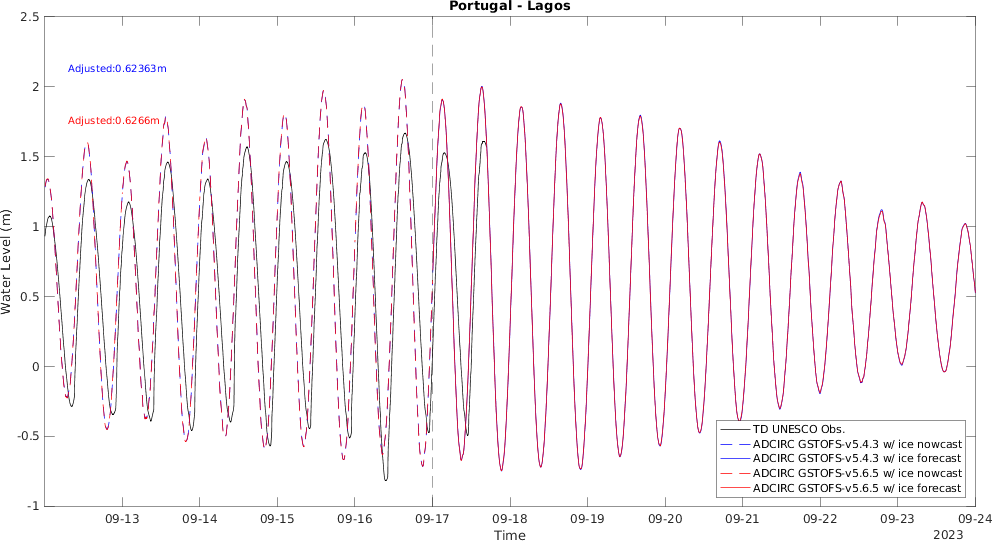 Portugal - Lagos
2.5
Adjusted:0.62363m
2
Adjusted:0.6266m
1.5
1
Water Level (m)
0.5
0
-0.5
-1
TD UNESCO Obs.
ADCIRC GSTOFS-v5.4.3 w/ ice nowcast
ADCIRC GSTOFS-v5.4.3 w/ ice forecast
ADCIRC GSTOFS-v5.6.5 w/ ice nowcast
ADCIRC GSTOFS-v5.6.5 w/ ice forecast
09-13 09-14 09-15 09-16 09-17 09-18 09-19 09-20 09-21 09-22 09-23 09-24
Time
2023